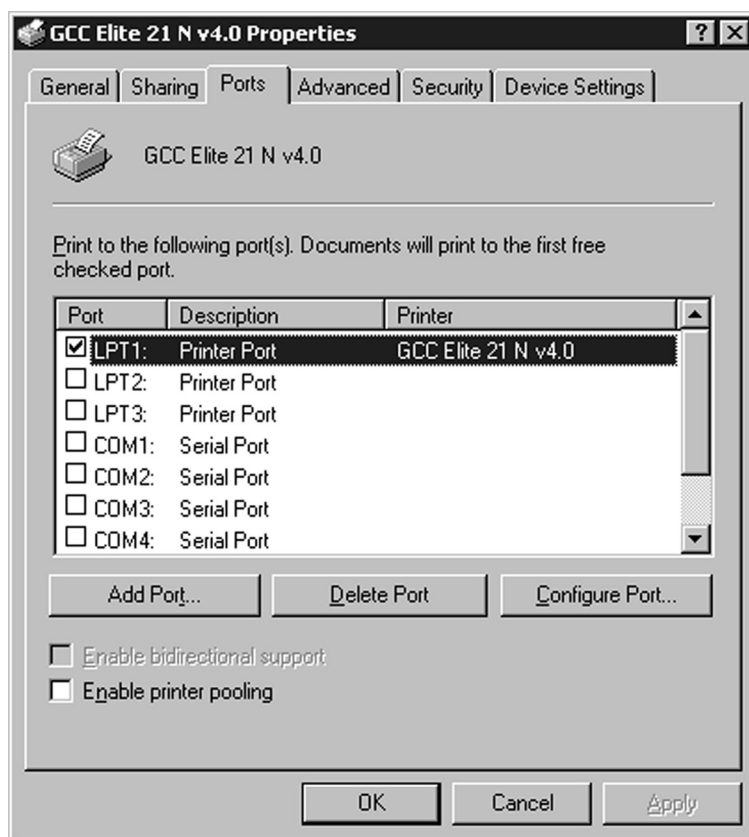 GCC Elite 21 N v4.0 Properties
General Sharing Ports Advanced Security Device Settings
GCC Elite 21 N v4.0
Print to the following port(s). Documents will print to the first free
checked port.
Port Description Printer
LPT1: Printer Port GCC Elite 21 N v4.0
LPT2: Printer Port
LPT3: Printer Port
COM1: Serial Port
COM2: Serial Port
COM3: Serial Port
COM4: Serial Port
Add Port... Delete Port Configure Port...
Enable bidirectional support
Enable printer pooling
OK Cancel Apply